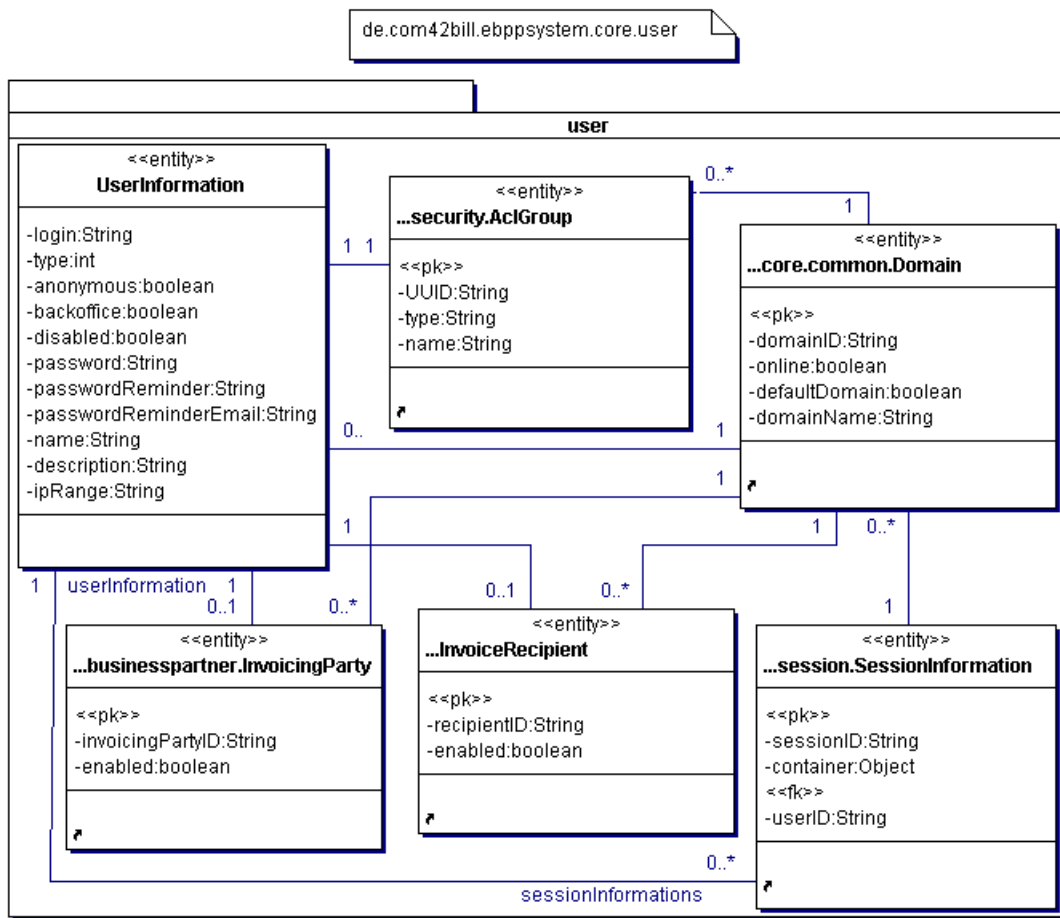 de.com42bill.ebppsystem.core.user
user
<<entity>>
UserInformation
-login:String
-type:int
-anonymous:boolean
-backoffice:boolean
-disabled:boolean
-password:String
-passwordReminder:String
-passwordReminderEmail:String
-name:String
-description:String
-ipRange:String
<<entity>>
...security.AclGroup
<<pk>>
-UUID:String
-type:String
-name:String
<<entity>>
...core.common.Domain
<<pk>>
-domainID:String
-online:boolean
-defaultDomain:boolean
-domainName:String
0..*
1
1 1
0..
1
1
1
1
0..*
1 userInformation 1
0..1
0..*
0..1
0..*
1
<<entity>>
...businesspartner.InvoicingParty
<<pk>>
-invoicingPartyID:String
-enabled:boolean
<<entity>>
...InvoiceRecipient
<<pk>>
-recipientID:String
-enabled:boolean
<<entity>>
...session.SessionInformation
<<pk>>
-sessionID:String
-container:Object
<<fk>>
-userID:String
0..*
sessionInformations